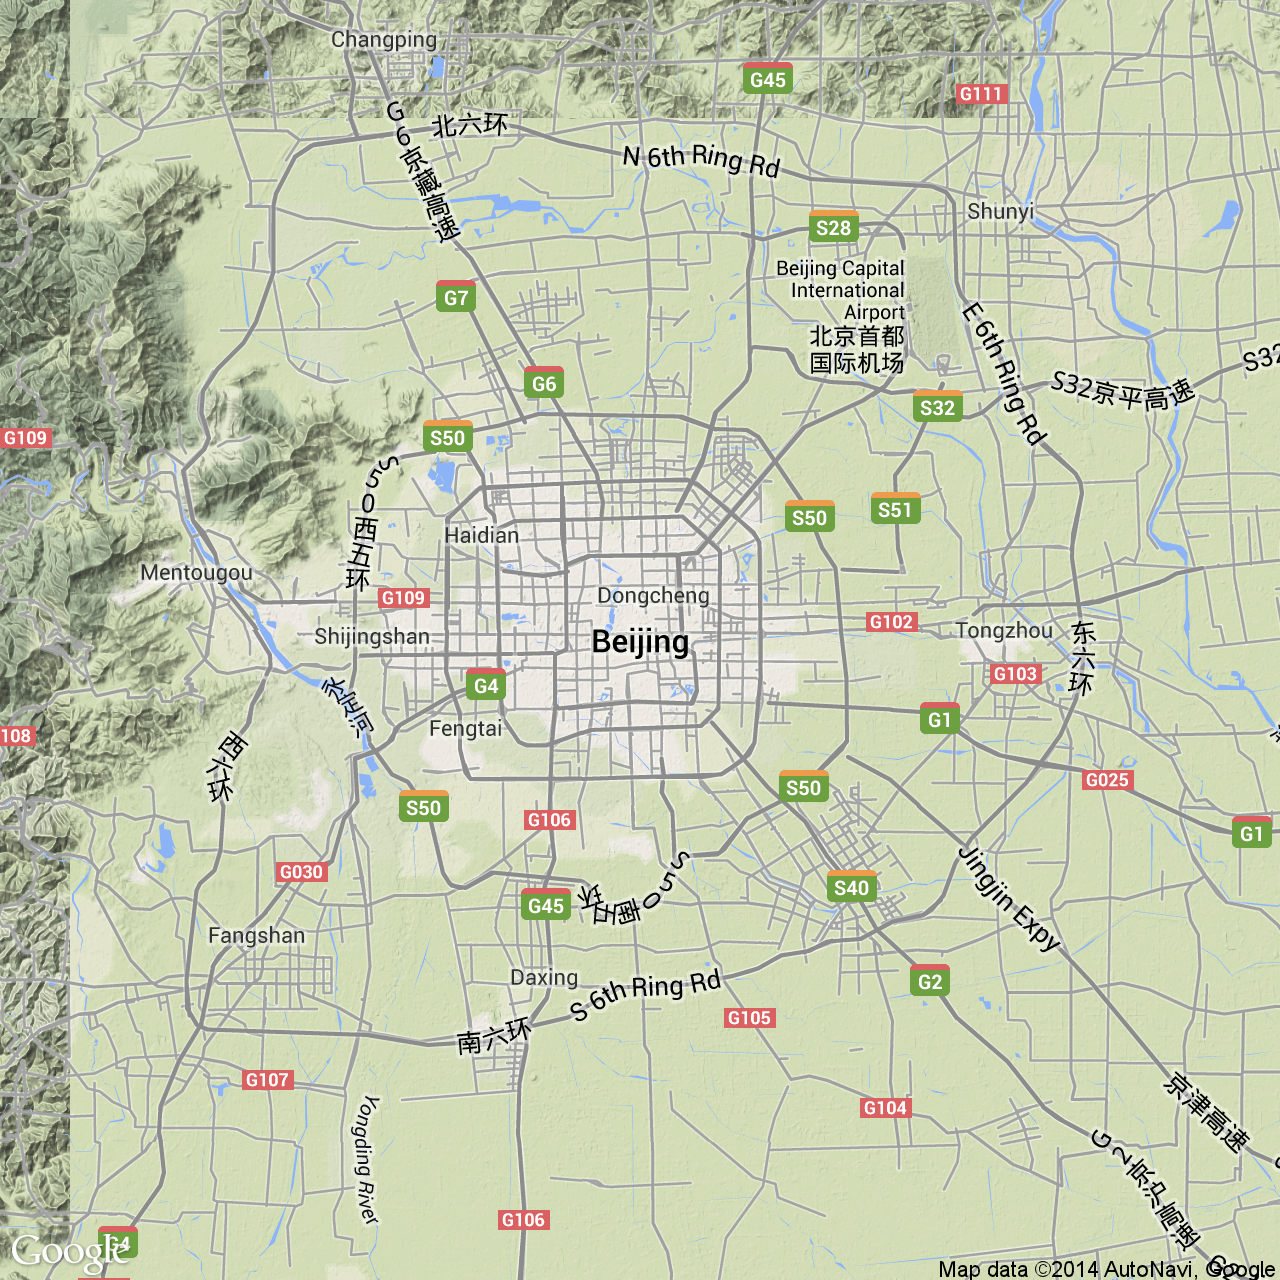 Changping
G45
G111
G6京藏高速
北六环
N 6th Ring Rd
Shunyi
S28
Beijing Capital
International
Airport
北京首都
国际机场
G7
E 6th Ring Rd
S32
G6
S32京平高速
S32
G109
S50
S50西五环
S50
S51
Haidian
Mentougou
G109
Dongcheng
Shijingshan
Beijing
G102
Tongzhou
东六环
G103
G4
永定河
Fengtai
G1
108
西六环
G025
S50
S50
G106
G1
G030
S40
Jingjin Expy
G45
S50南五环
Fangshan
Daxing
S 6th Ring Rd
G2
G105
南六环
G107
G104
京津高速
Yongding River
G2京沪高速
G106
G4
Google
Map data ©2014 AutoNavi, Google